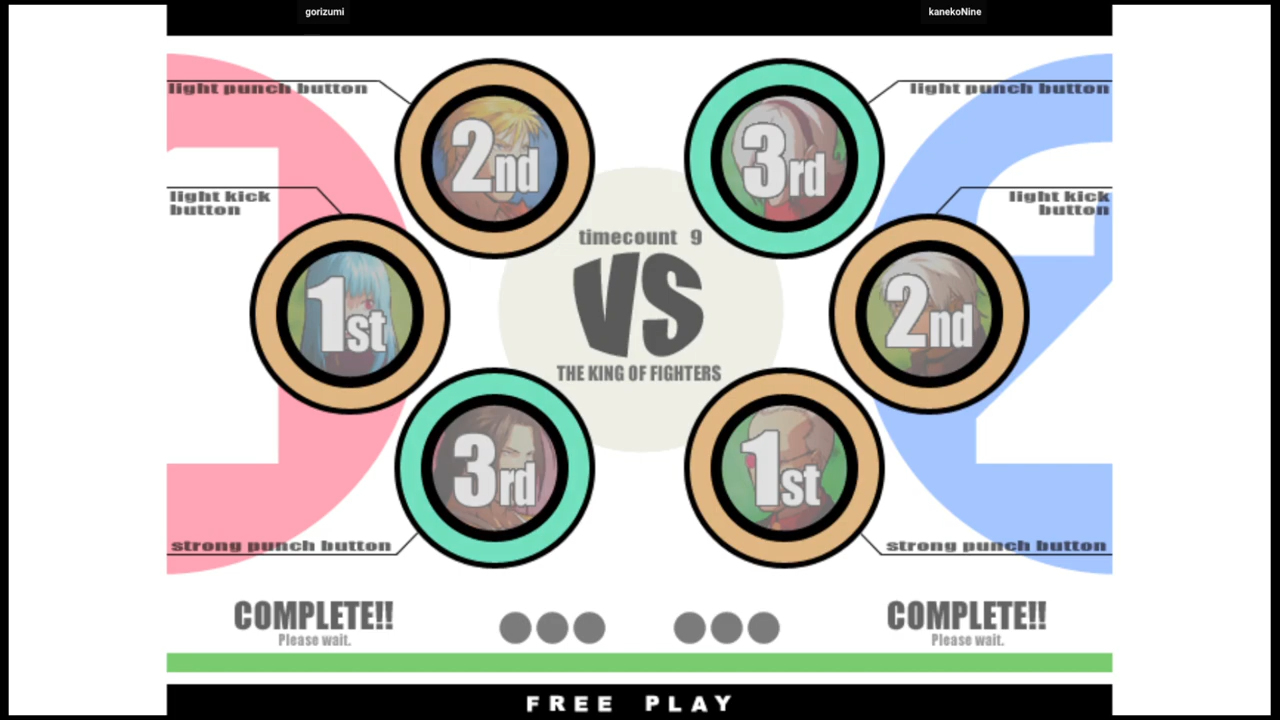 gorizumi
kanekoNine
light punch button
light punch button
2nd
3rd
light kick
button
light kick
button
timecount 9
VS
THE KING OF FIGHTERS
1st
2nd
3rd
1st
strong punch button
strong punch button
COMPLETE!!
Please wait.
COMPLETE!!
Please wait.
FREE PLAY